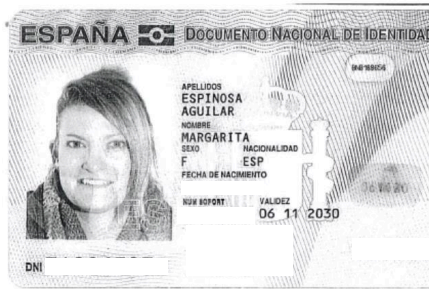 ESPAÑA DOCUMENTO NACIONAL DE IDENTIDAD
APELLIDOS
ESPINOSA
AGUILAR
NOMBRE
MARGARITA
SEXO NACIONALIDAD
F ESP
FECHA DE NACIMIENTO
NUM SOPORT VALIDEZ
06 11 2030
DNI